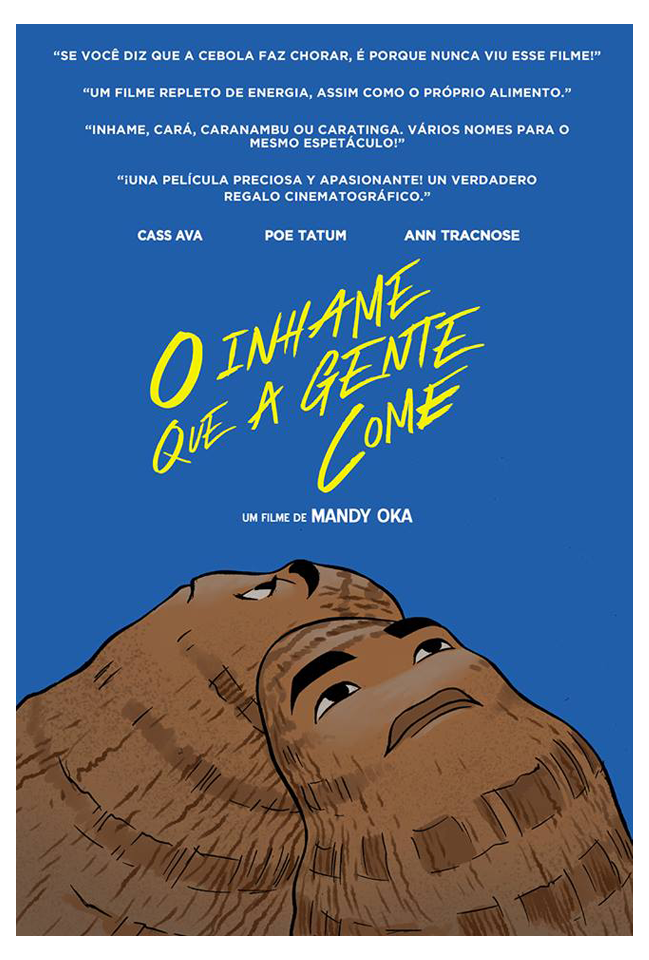 “SE VOCÊ DIZ QUE A CEBOLA FAZ CHORAR, É PORQUE NUNCA VIU ESSE FILME!”
“UM FILME REPLETO DE ENERGIA, ASSIM COMO O PRÓPRIO ALIMENTO.”
“INHAME, CARÁ, CARANAMBU OU CARATINGA. VÁRIOS NOMES PARA O
MESMO ESPETÁCULO!”
“¡UNA PELÍCULA PRECIOSA Y APASIONANTE! UN VERDADERO
REGALO CINEMATOGRÁFICO.”
CASS AVA POE TATUM ANN TRACNOSE
O INHAME
QUE A GENTE
COME
UM FILME DE MANDY OKA